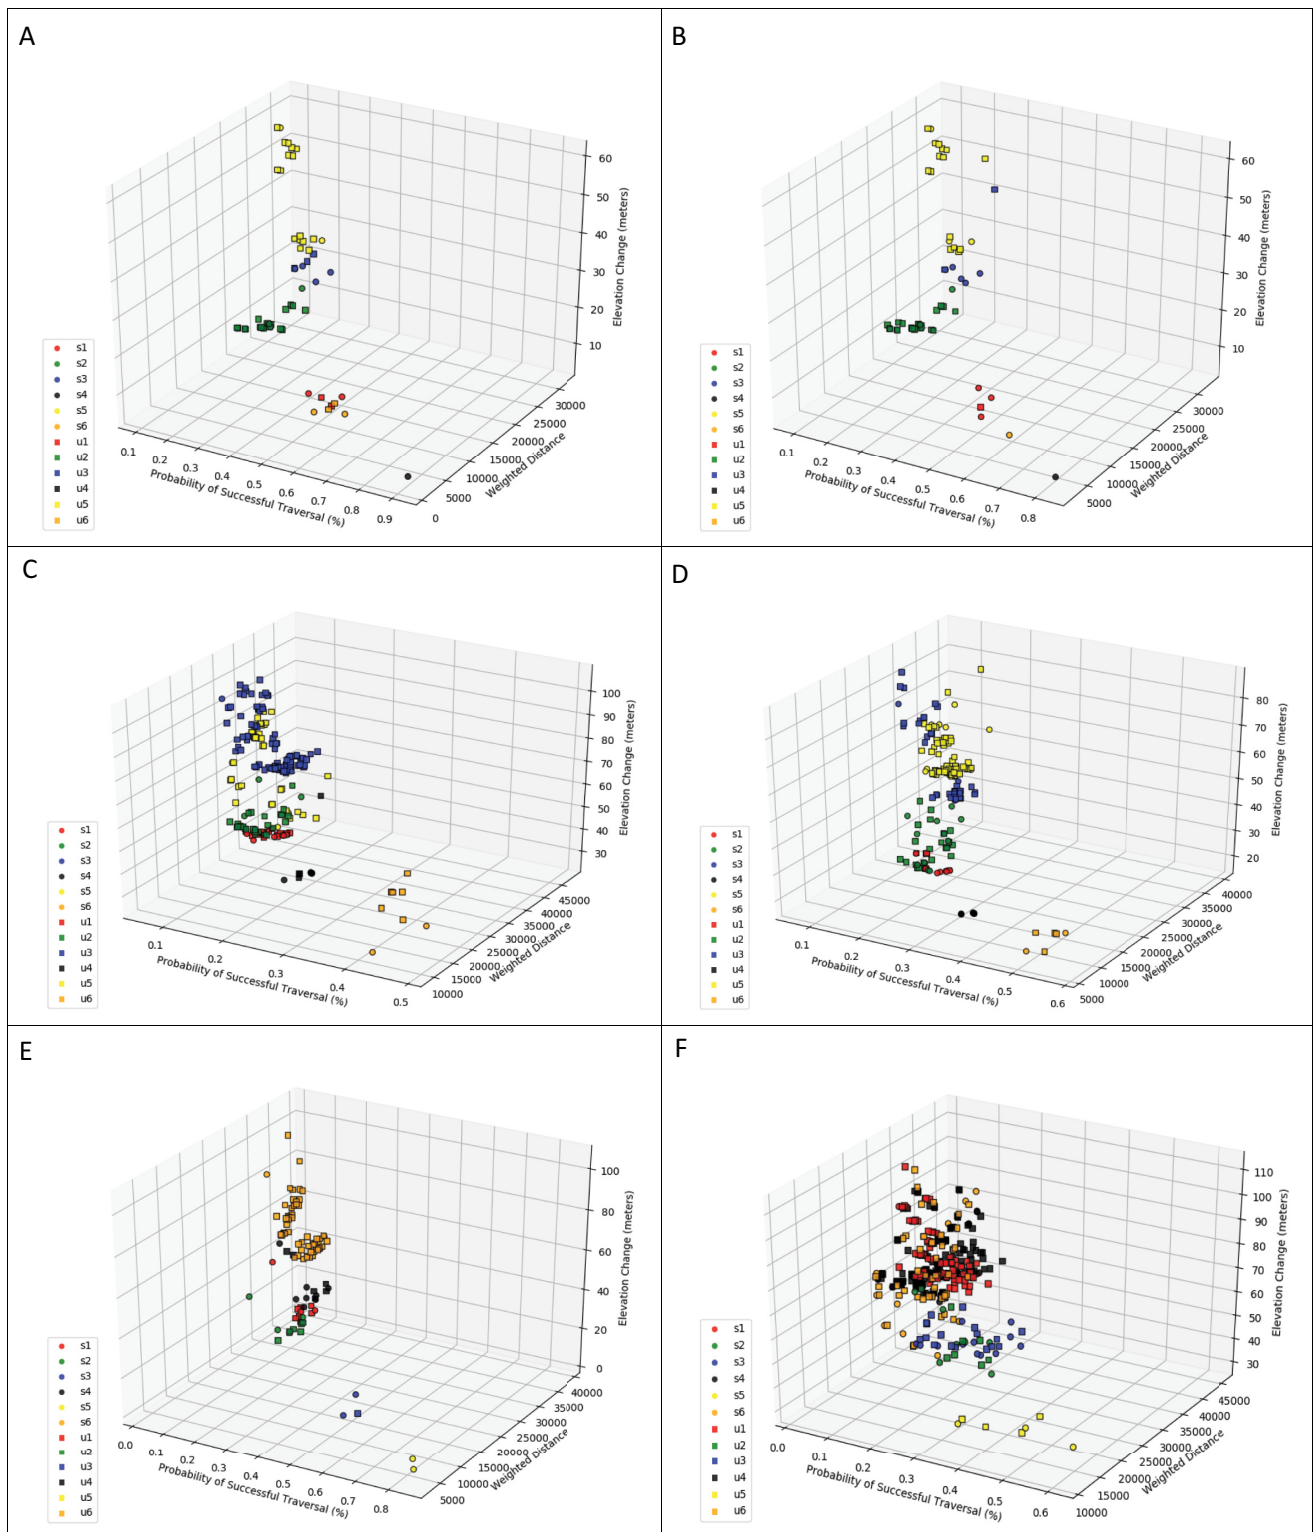 A
60
50
40
30
20
10
Elevation Change (meters)
30000
25000
20000
15000
10000
5000
0
Weighted Distance
0.1
0.2
0.3
0.4
0.5
0.6
0.7
0.8
0.9
Probability of Successful Traversal (%)
s1
s2
s3
s4
s5
s6
u1
u2
u3
u4
u5
u6
B
60
50
40
30
20
10
Elevation Change (meters)
30000
25000
20000
15000
10000
5000
Weighted Distance
0.1
0.2
0.3
0.4
0.5
0.6
0.7
0.8
Probability of Successful Traversal (%)
s1
s2
s3
s4
s5
s6
u1
u2
u3
u4
u5
u6
C
100
90
80
70
60
50
40
30
Elevation Change (meters)
45000
40000
35000
30000
25000
20000
15000
10000
Weighted Distance
0.1
0.2
0.3
0.4
0.5
Probability of Successful Traversal (%)
s1
s2
s3
s4
s5
s6
u1
u2
u3
u4
u5
u6
D
80
70
60
50
40
30
20
Elevation Change (meters)
40000
35000
30000
25000
20000
15000
10000
5000
Weighted Distance
0.1
0.2
0.3
0.4
0.5
0.6
Probability of Successful Traversal (%)
s1
s2
s3
s4
s5
s6
u1
u2
u3
u4
u5
u6
E
100
80
60
40
20
0
Elevation Change (meters)
40000
35000
30000
25000
20000
15000
10000
5000
Weighted Distance
0.0
0.1
0.2
0.3
0.4
0.5
0.6
0.7
0.8
Probability of Successful Traversal (%)
s1
s2
s3
s4
s5
s6
u1
u2
u3
u4
u5
u6
F
110
100
90
80
70
60
50
40
30
Elevation Change (meters)
45000
40000
35000
30000
25000
20000
15000
10000
Weighted Distance
0.0
0.1
0.2
0.3
0.4
0.5
0.6
Probability of Successful Traversal (%)
s1
s2
s3
s4
s5
s6
u1
u2
u3
u4
u5
u6